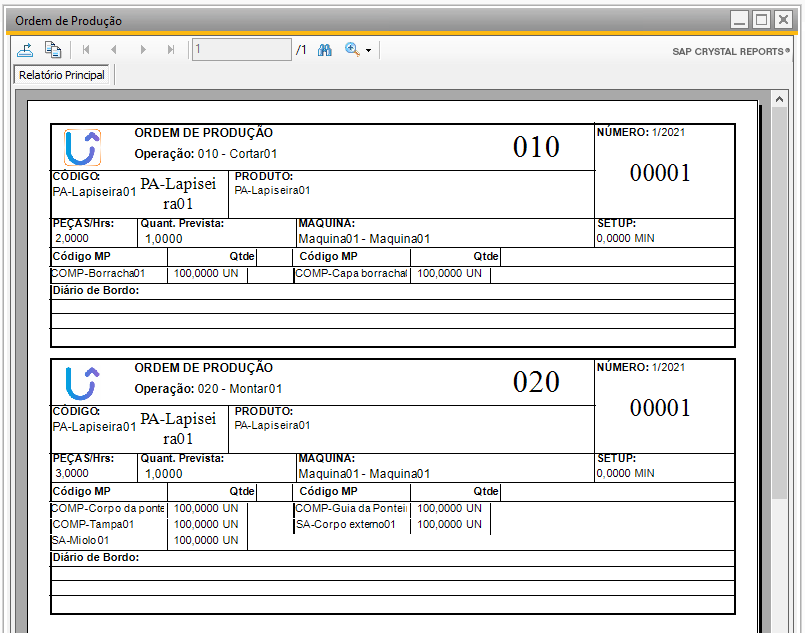 Ordem de Produção
1 /1 SAP CRYSTAL REPORTS®
Relatório Principal
ORDEM DE PRODUÇÃO
Operação: 010 - Cortar01
010
NÚMERO: 1/2021
00001
CÓDIGO:
PA-Lapiseira01
PA-Lapisei
ra01
PRODUTO:
PA-Lapiseira01
PEÇAS/Hrs: Quant. Prevista: MAQUINA: SETUP:
2,0000 1,0000 Maquina01 - Maquina01 0,0000 MIN
Código MP Qtde Código MP Qtde
COMP-Borracha01 100,0000 UN COMP-Capa borrachal 100,0000 UN
Diário de Bordo:
ORDEM DE PRODUÇÃO
Operação: 020 - Montar01
020
NÚMERO: 1/2021
00001
CÓDIGO:
PA-Lapiseira01
PA-Lapisei
ra01
PRODUTO:
PA-Lapiseira01
PEÇAS/Hrs: Quant. Prevista: MAQUINA: SETUP:
3,0000 1,0000 Maquina01 - Maquina01 0,0000 MIN
Código MP Qtde Código MP Qtde
COMP-Corpo da ponte 100,0000 UN COMP-Guia da Ponteii 100,0000 UN
COMP-Tampa01 100,0000 UN SA-Corpo externo01 100,0000 UN
SA-Miolo01 100,0000 UN
Diário de Bordo: